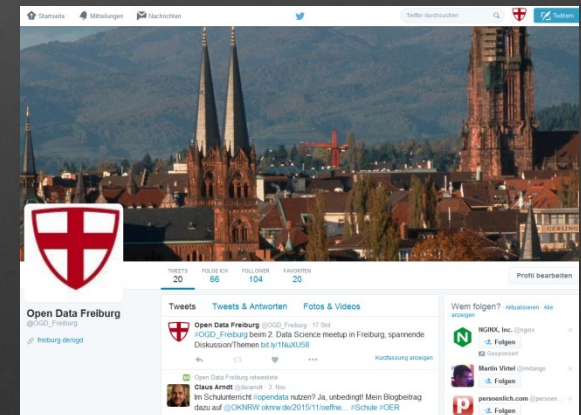 Startseite Mitteilungen Nachrichten Twitter durchsuchen Twittern
GERLING
TWEETS FOLGE ICH FOLLOWER FAVORITEN
20 66 104 20
Profil bearbeiten
Open Data Freiburg
@OGD_Freiburg
freiburg.de/ogd
Tweets Tweets & Antworten Fotos & Videos
Open Data Freiburg @OGD_Freiburg · 17 Std.
#OGD_Freiburg beim 2. Data Science meetup in Freiburg, spannende
Diskussion/Themen bit.ly/1NuXU58
Kurzfassung anzeigen
Open Data Freiburg retweetete
Claus Arndt @dearndt · 3. Nov.
Im Schulunterricht #opendata nutzen? Ja, unbedingt! Mein Blogbeitrag
dazu auf @OKNRW oknrw.de/2015/11/oeffne... #Schule #OER
Wem folgen? Aktualisieren · Alle
anzeigen
NGINX, Inc. @nginx
Folgen
Gesponsert
Martin Virtel @mvtango
Folgen
persoenlich.com @persoen...
Folgen